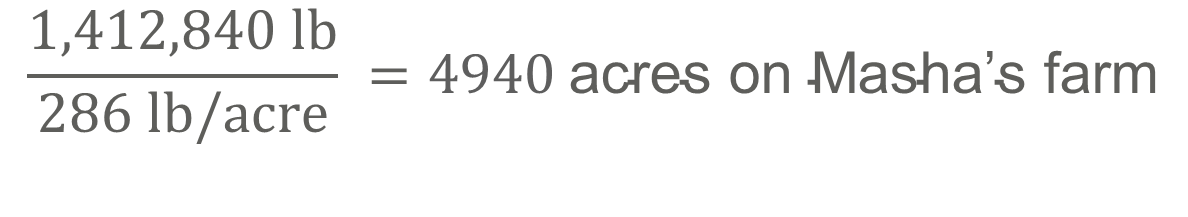 1,412,840 lb
286 lb/acre
= 4940 acres on Masha’s farm